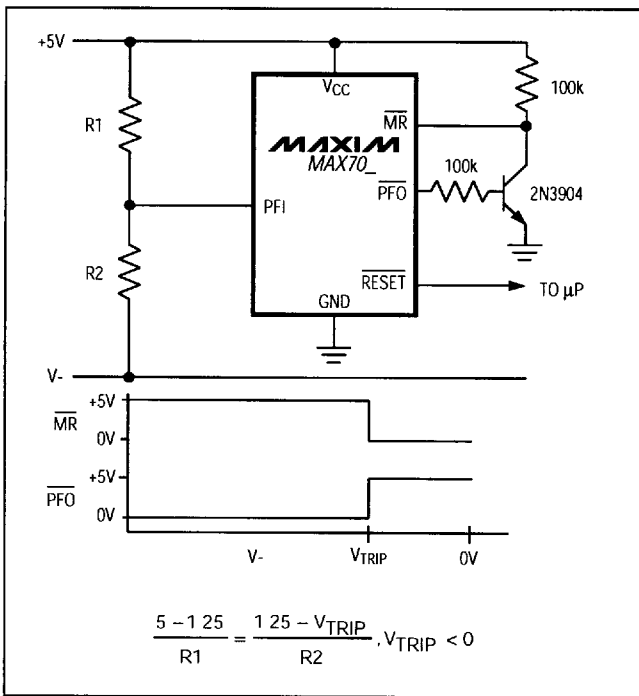 +5V
VCC
100k
R1
MR
MAXIM
MAX70_
100k
PFO
2N3904
PFI
R2
RESET
TO µP
GND
V-
+5V
MR
0V
+5V
PFO
0V
V-
VTRIP
0V
5 – 1 25
R1
=
1 25 – VTRIP
R2
, VTRIP < 0